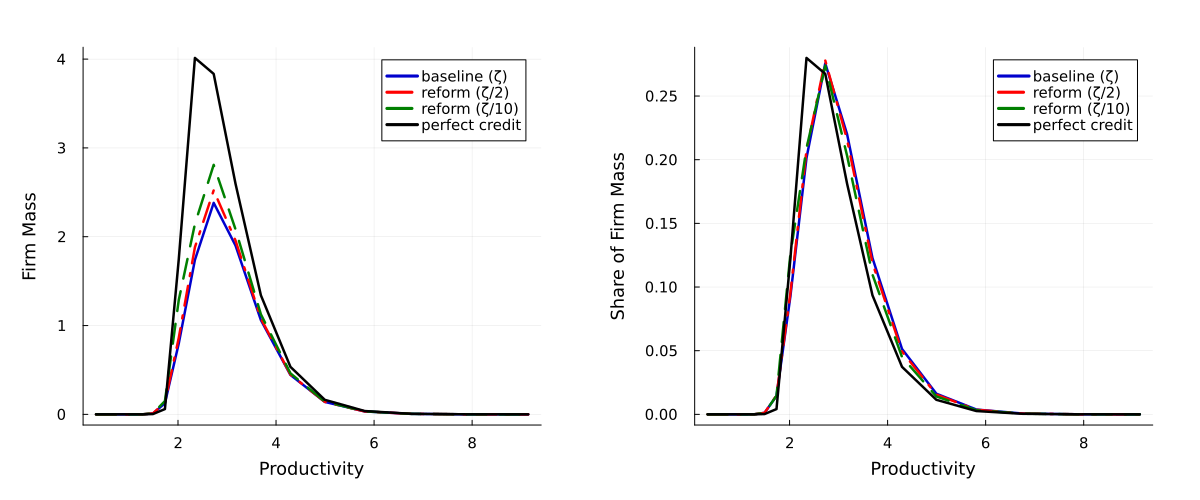 4
3
2
1
0
Firm Mass
2
4
6
8
Productivity
baseline (ζ)
reform (ζ/2)
reform (ζ/10)
perfect credit
0.25
0.20
0.15
0.10
0.05
0.00
Share of Firm Mass
2
4
6
8
Productivity
baseline (ζ)
reform (ζ/2)
reform (ζ/10)
perfect credit